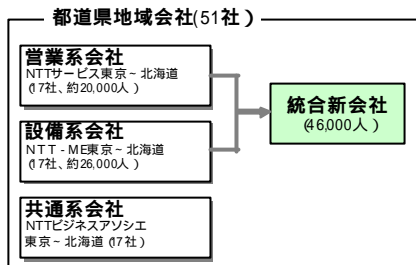 都道県地域会社(51社)
営業系会社
NTTサービス東京~北海道
(17社、約20,000人)
設備系会社
NTT-ME東京~北海道
(17社、約26,000人)
統合新会社
(46,000人)
共通系会社
NTTビジネスアソシエ
東京~北海道(17社)